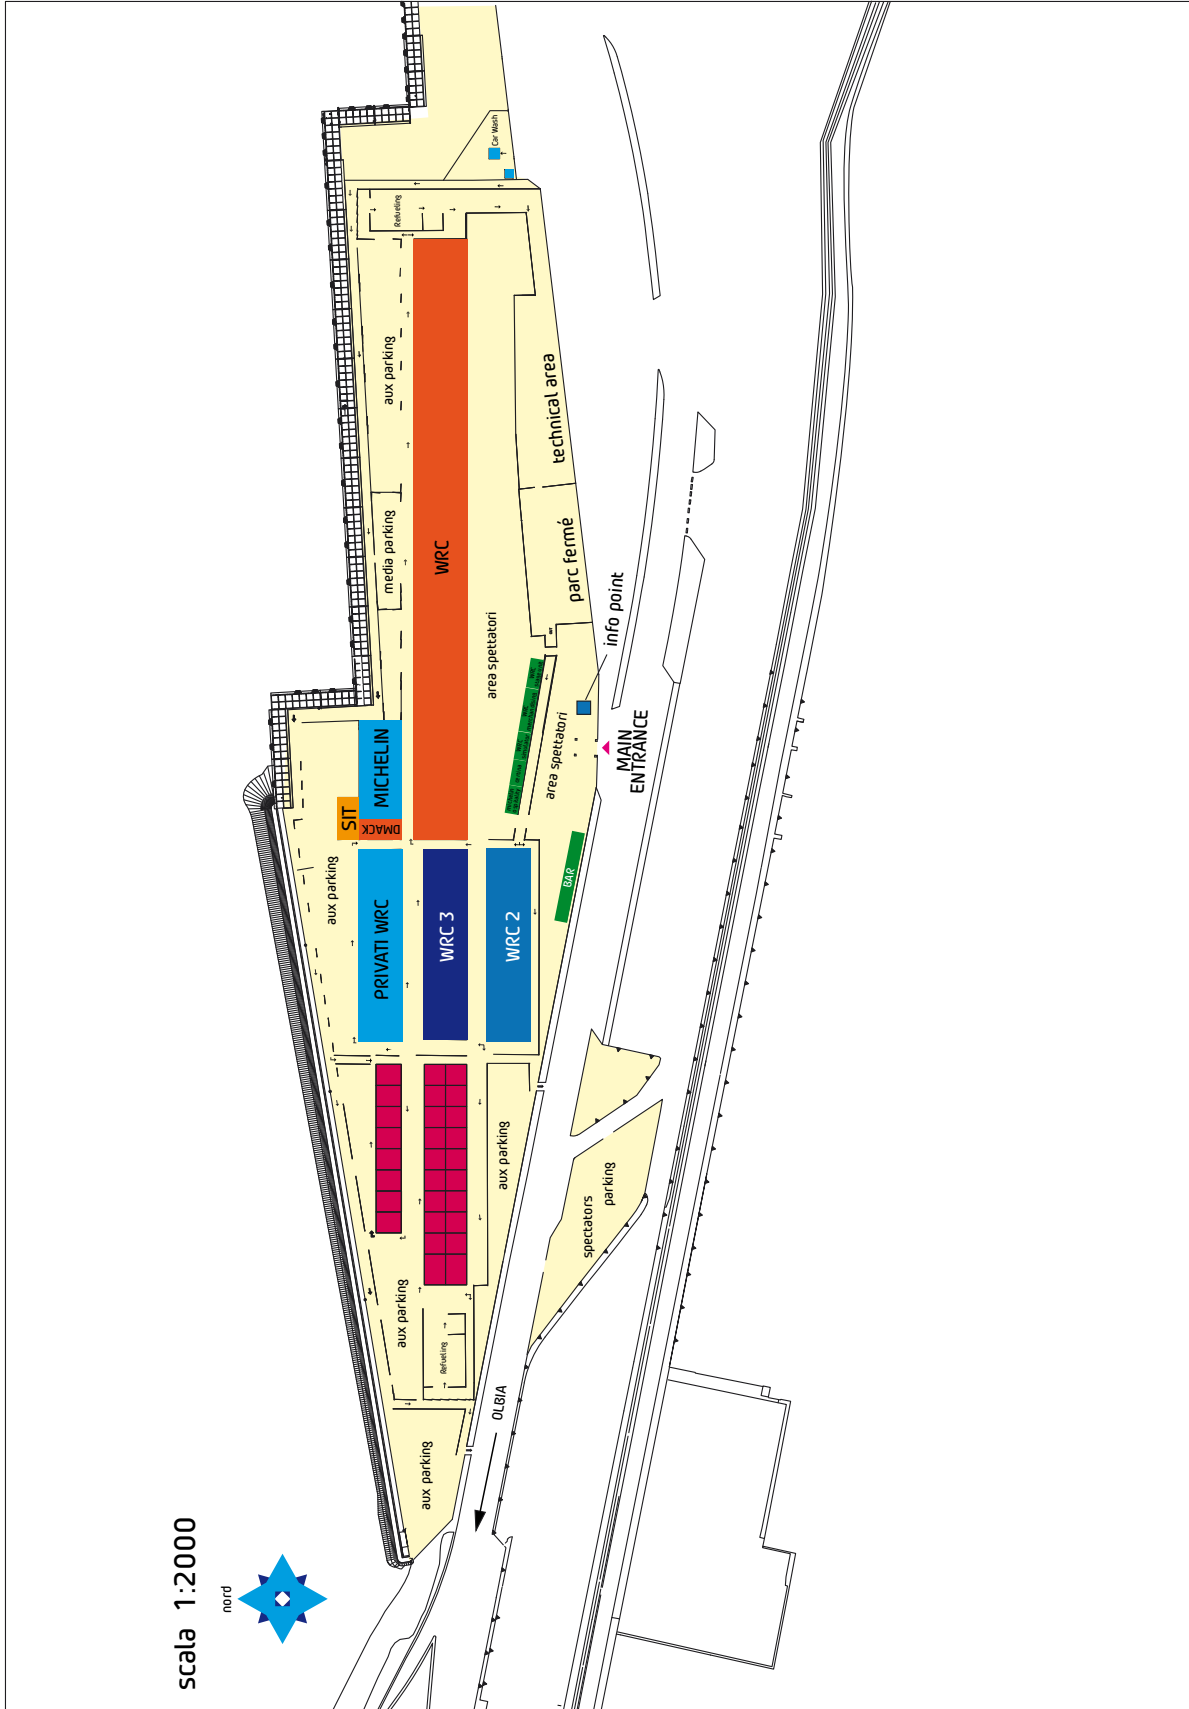 scala 1:2000
nord
aux parking
Refueling
aux parking
OLBIA
aux parking
spectators
parking
PRIVATI WRC
WRC 3
WRC 2
aux parking
BAR
SIT
DMACK
MICHELIN
area spettatori
MAIN
ENTRANCE
info point
area spettatori
media parking
WRC
parc fermé
technical area
aux parking
Refueling
Car Wash